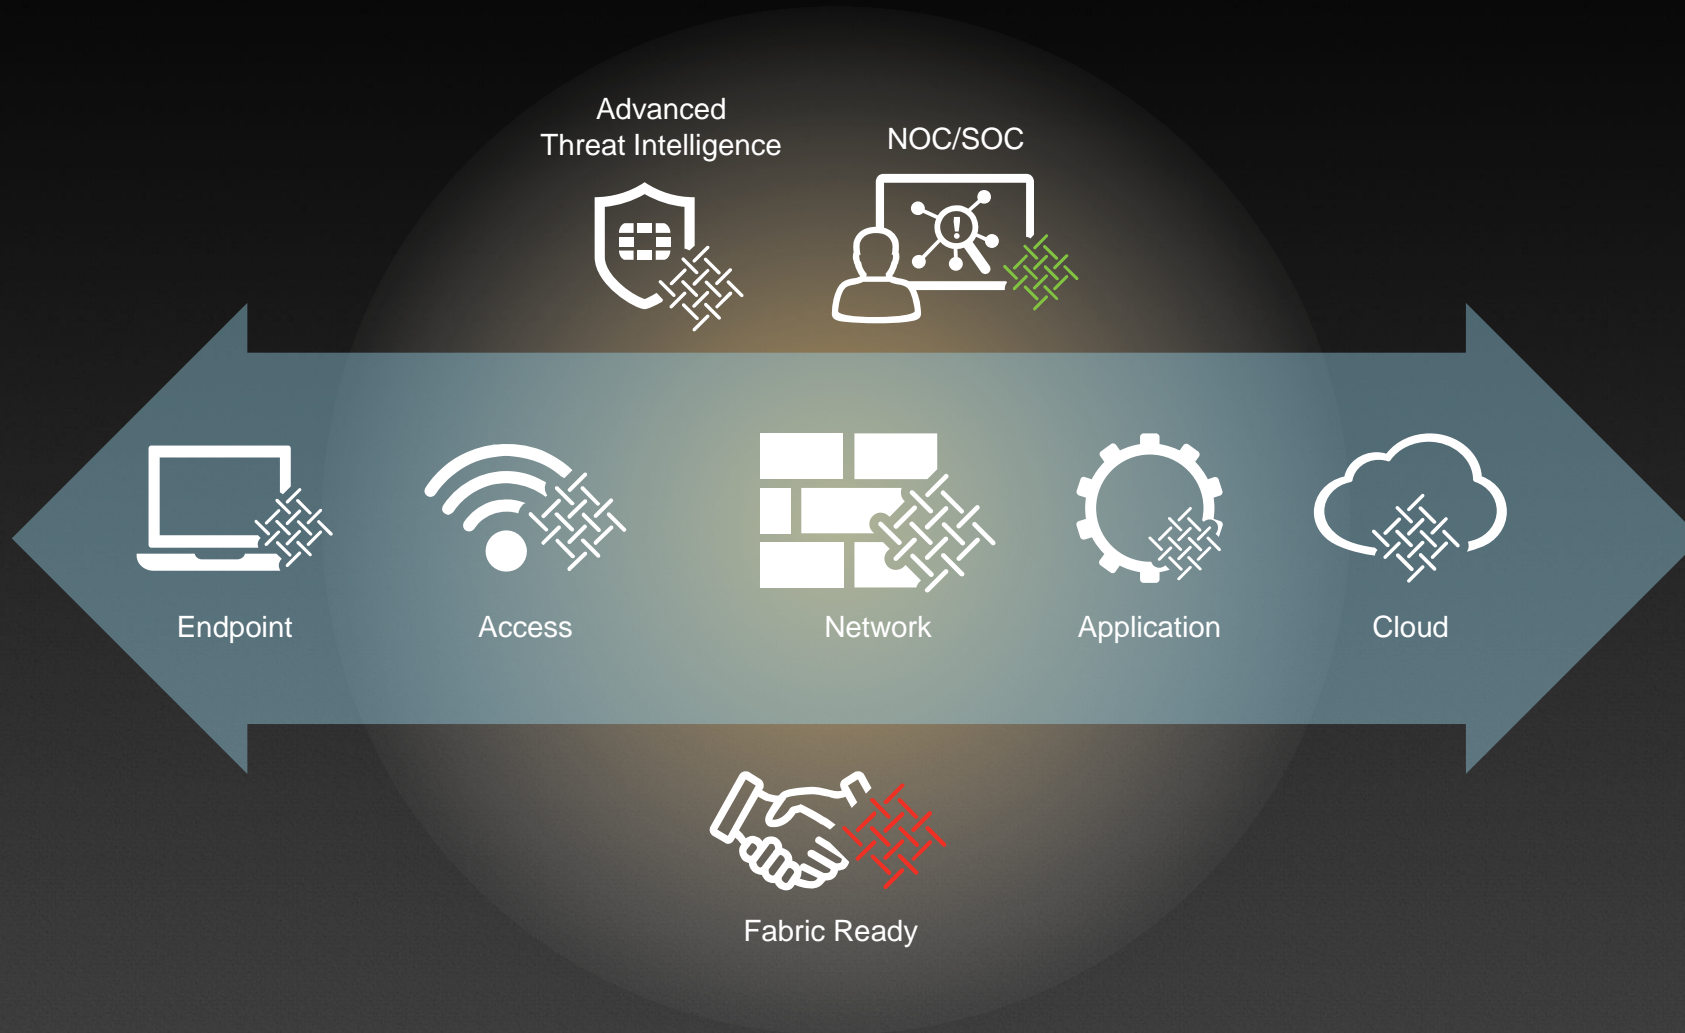 Advanced
Threat Intelligence
NOC/SOC
Endpoint
Access
Network
Application
Cloud
Fabric Ready